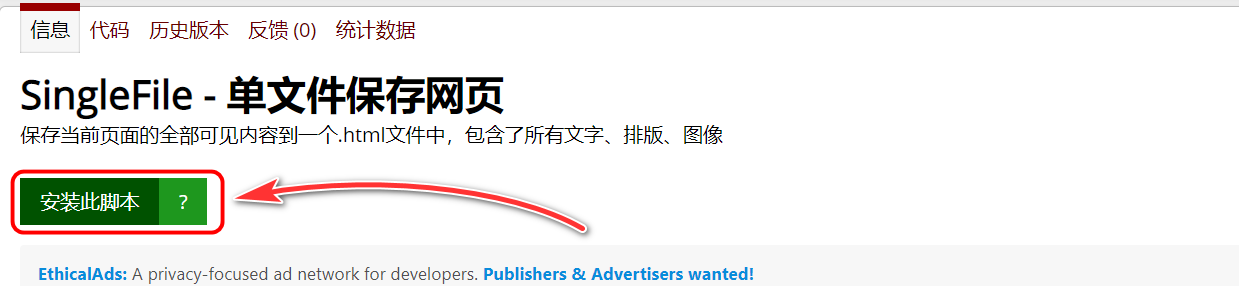 信息 代码 历史版本 反馈 (0) 统计数据
SingleFile - 单文件保存网页
保存当前页面的全部可见内容到一个.html文件中，包含了所有文字、排版、图像
安装此脚本 ?
EthicalAds: A privacy-focused ad network for developers. Publishers & Advertisers wanted!